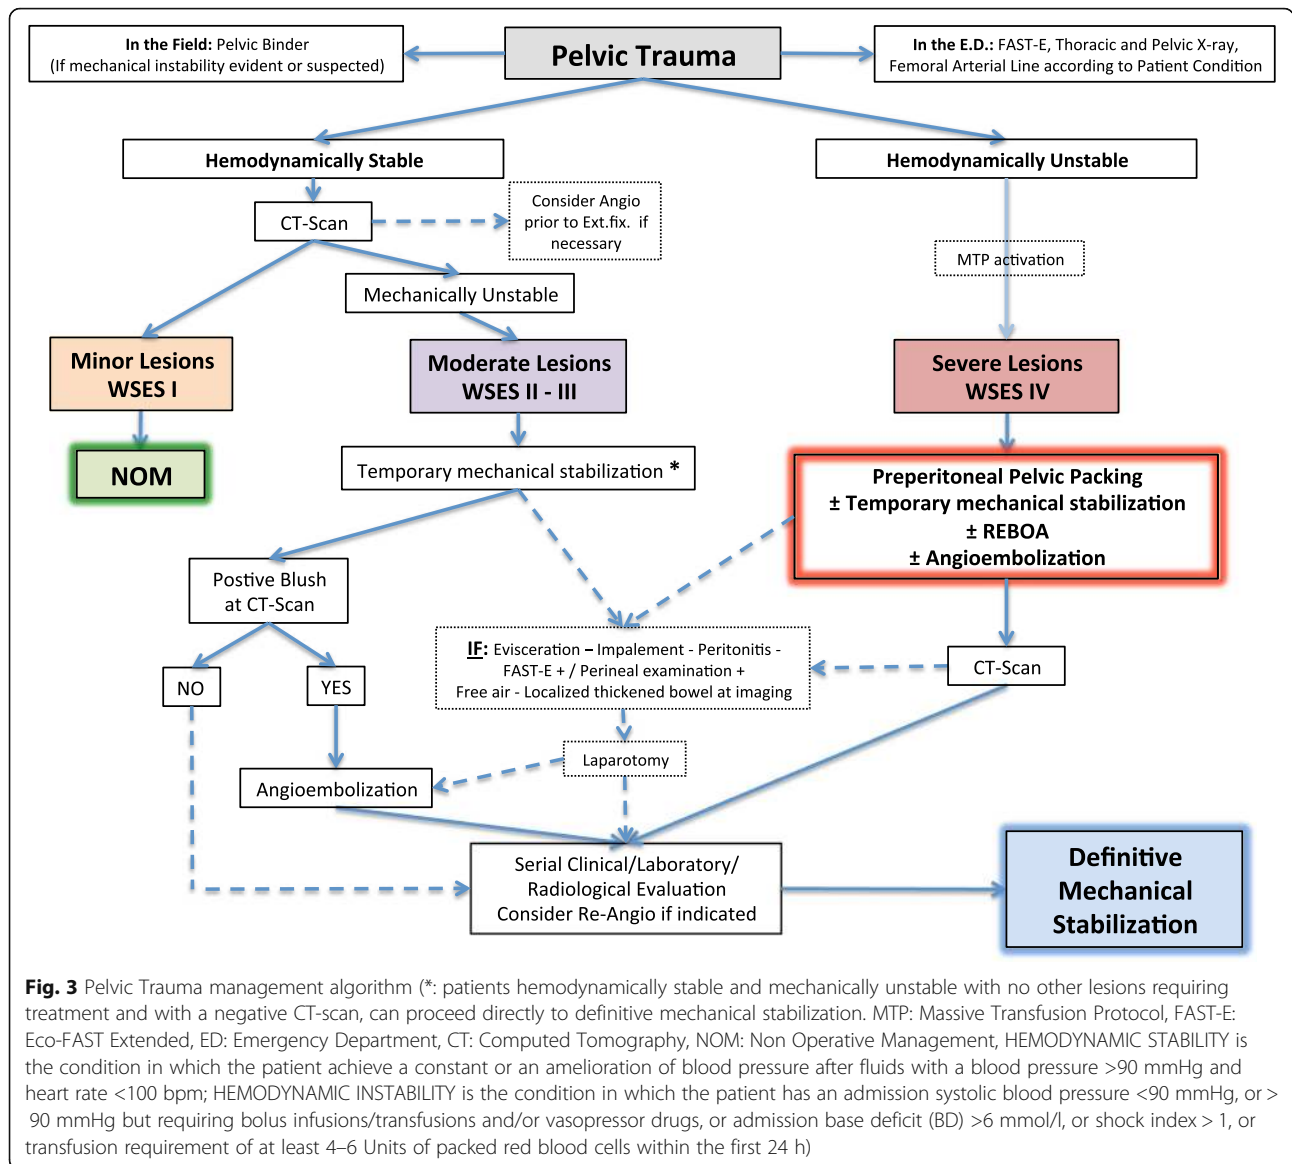 Pelvic Trauma
In the Field: Pelvic Binder
(If mechanical instability evident or suspected)
In the E.D.: FAST-E, Thoracic and Pelvic X-ray,
Femoral Arterial Line according to Patient Condition
Hemodynamically Stable
Hemodynamically Unstable
CT-Scan
Consider Angio
prior to Ext.fix. if
necessary
MTP activation
Mechanically Unstable
Minor Lesions
WSES I
Moderate Lesions
WSES II - III
Severe Lesions
WSES IV
NOM
Temporary mechanical stabilization *
Preperitoneal Pelvic Packing
± Temporary mechanical stabilization
± REBOA
± Angioembolization
Postive Blush
at CT-Scan
NO
YES
IF: Evisceration – Impalement - Peritonitis -
FAST-E + / Perineal examination +
Free air - Localized thickened bowel at imaging
CT-Scan
Laparotomy
Angioembolization
Serial Clinical/Laboratory/
Radiological Evaluation
Consider Re-Angio if indicated
Definitive
Mechanical
Stabilization
Fig. 3 Pelvic Trauma management algorithm (*: patients hemodynamically stable and mechanically unstable with no other lesions requiring
treatment and with a negative CT-scan, can proceed directly to definitive mechanical stabilization. MTP: Massive Transfusion Protocol, FAST-E:
Eco-FAST Extended, ED: Emergency Department, CT: Computed Tomography, NOM: Non Operative Management, HEMODYNAMIC STABILITY is
the condition in which the patient achieve a constant or an amelioration of blood pressure after fluids with a blood pressure >90 mmHg and
heart rate <100 bpm; HEMODYNAMIC INSTABILITY is the condition in which the patient has an admission systolic blood pressure <90 mmHg, or >
90 mmHg but requiring bolus infusions/transfusions and/or vasopressor drugs, or admission base deficit (BD) >6 mmol/l, or shock index > 1, or
transfusion requirement of at least 4–6 Units of packed red blood cells within the first 24 h)